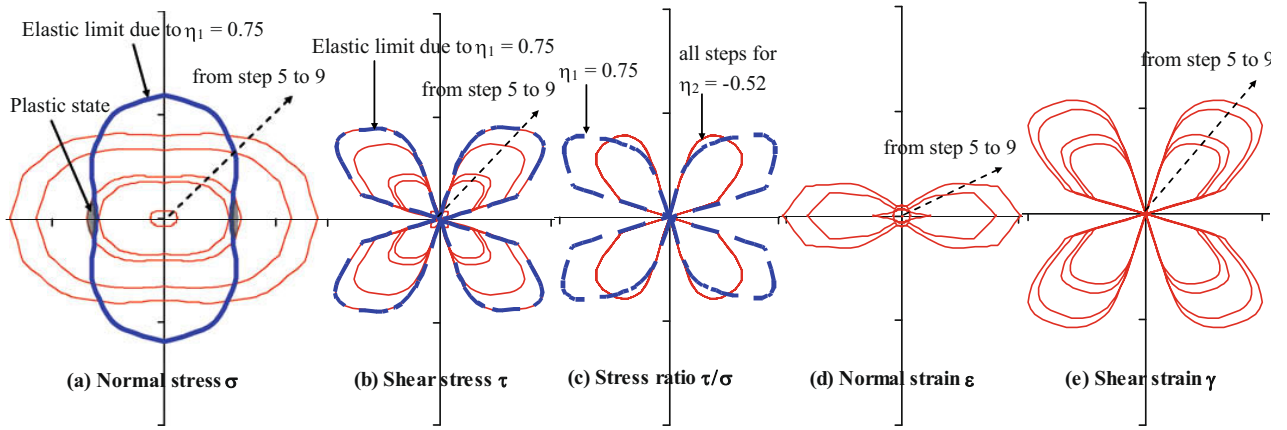 Elastic limit due to η₁ = 0.75
from step 5 to 9
Plastic state
(a) Normal stress σ
Elastic limit due to η₁ = 0.75
from step 5 to 9
(b) Shear stress τ
η₁ = 0.75
all steps for
η₂ = -0.52
(c) Stress ratio τ/σ
from step 5 to 9
(d) Normal strain ε
from step 5 to 9
(e) Shear strain γ